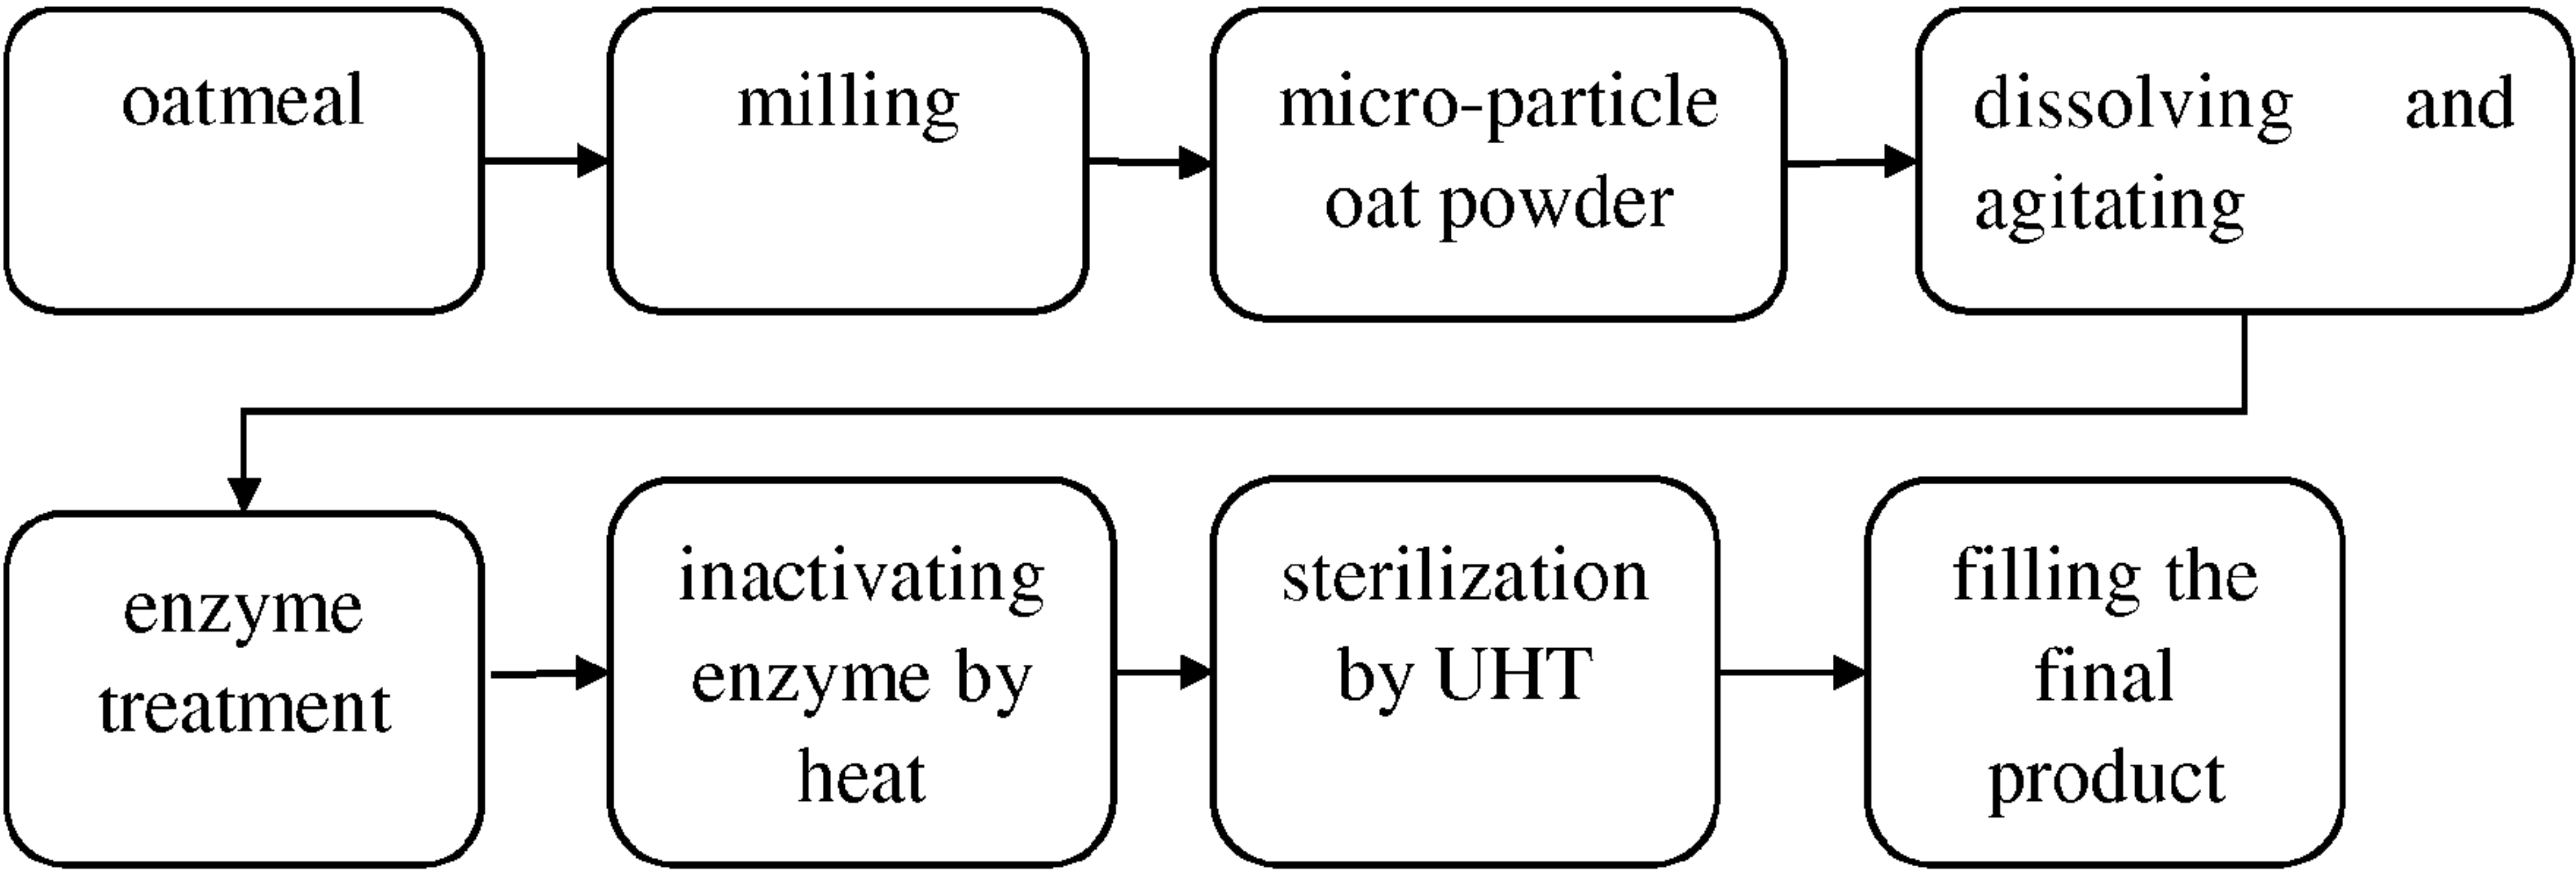 oatmeal
milling
micro-particle
oat powder
dissolving and
agitating
enzyme
treatment
inactivating
enzyme by
heat
sterilization
by UHT
filling the
final
product